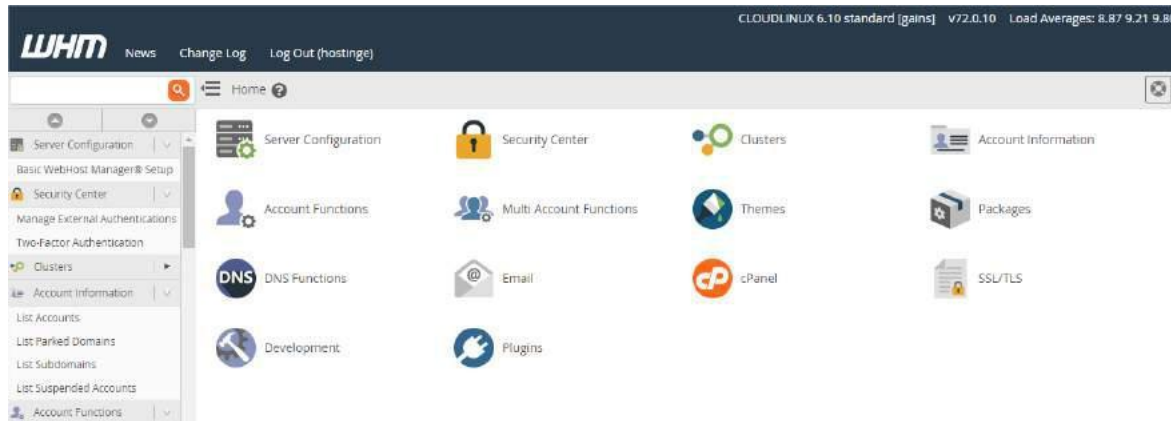 CLOUDLINUX 6.10 standard [gains] v72.0.10 Load Averages: 8.87 9.21 9.8
WHM News Change Log Log Out (hostinge)
Home
Server Configuration
Basic WebHost Manager® Setup
Security Center
Manage External Authentications
Two-Factor Authentication
Clusters
Account Information
List Accounts
List Parked Domains
List Subdomains
List Suspended Accounts
Account Functions
Server Configuration Security Center Clusters Account Information
Account Functions Multi Account Functions Themes Packages
DNS DNS Functions Email cP cPanel SSL/TLS
Development Plugins